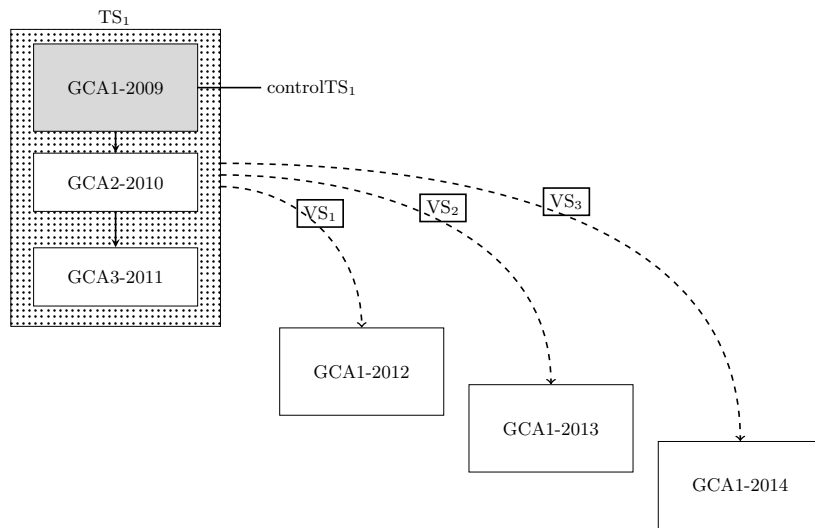 TS₁
GCA1-2009
controlTS₁
GCA2-2010
VS₁
VS₂
VS₃
GCA3-2011
GCA1-2012
GCA1-2013
GCA1-2014